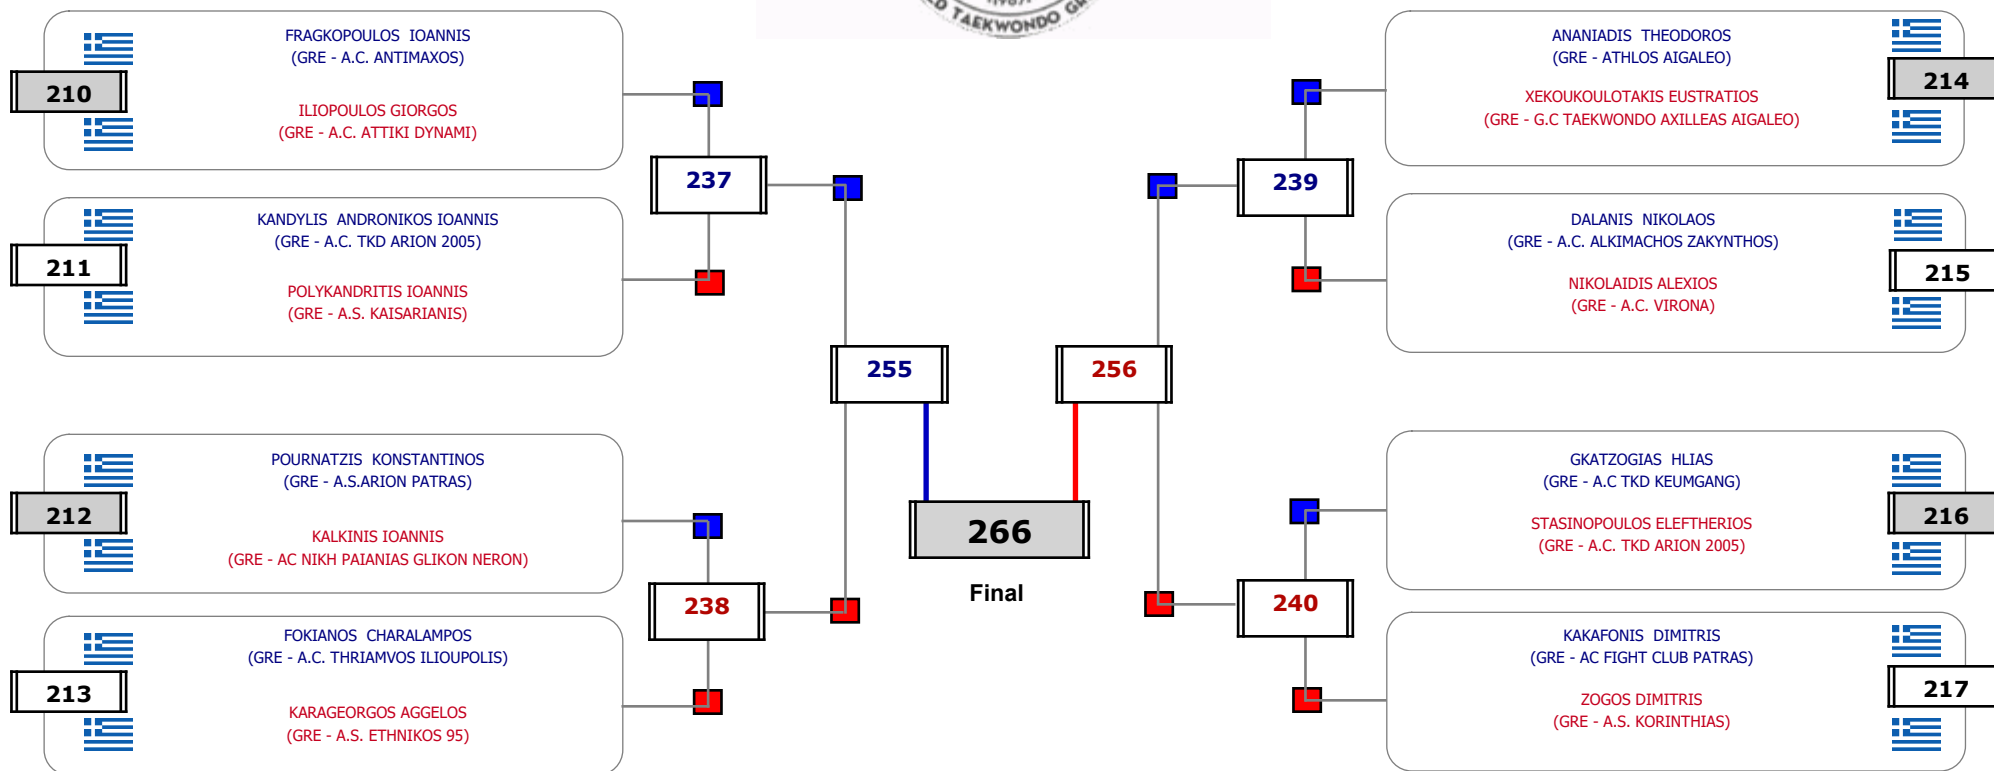 TAEKWONDO
FRAGKOPOULOS IOANNIS
(GRE - A.C. ANTIMAXOS)
210
ILIOPOULOS GIORGOS
(GRE - A.C. ATTIKI DYNAMI)
KANDYLIS ANDRONIKOS IOANNIS
(GRE - A.C. TKD ARION 2005)
211
POLYKANDRITIS IOANNIS
(GRE - A.S. KAISARIANIS)
237
POURNATZIS KONSTANTINOS
(GRE - A.S.ARION PATRAS)
212
KALKINIS IOANNIS
(GRE - AC NIKH PAIANIAS GLIKON NERON)
FOKIANOS CHARALAMPOS
(GRE - A.C. THRIAMVOS ILIOUPOLIS)
213
KARAGEORGOS AGGELOS
(GRE - A.S. ETHNIKOS 95)
238
255
266
Final
256
ANANIADIS THEODOROS
(GRE - ATHLOS AIGALEO)
214
XEKOUKOULOTAKIS EUSTRATIOS
(GRE - G.C TAEKWONDO AXILLEAS AIGALEO)
239
DALANIS NIKOLAOS
(GRE - A.C. ALKIMACHOS ZAKYNTHOS)
215
NIKOLAIDIS ALEXIOS
(GRE - A.C. VIRONA)
GKATZOGIAS HLIAS
(GRE - A.C TKD KEUMGANG)
216
STASINOPOULOS ELEFTHERIOS
(GRE - A.C. TKD ARION 2005)
240
KAKAFONIS DIMITRIS
(GRE - AC FIGHT CLUB PATRAS)
217
ZOGOS DIMITRIS
(GRE - A.S. KORINTHIAS)